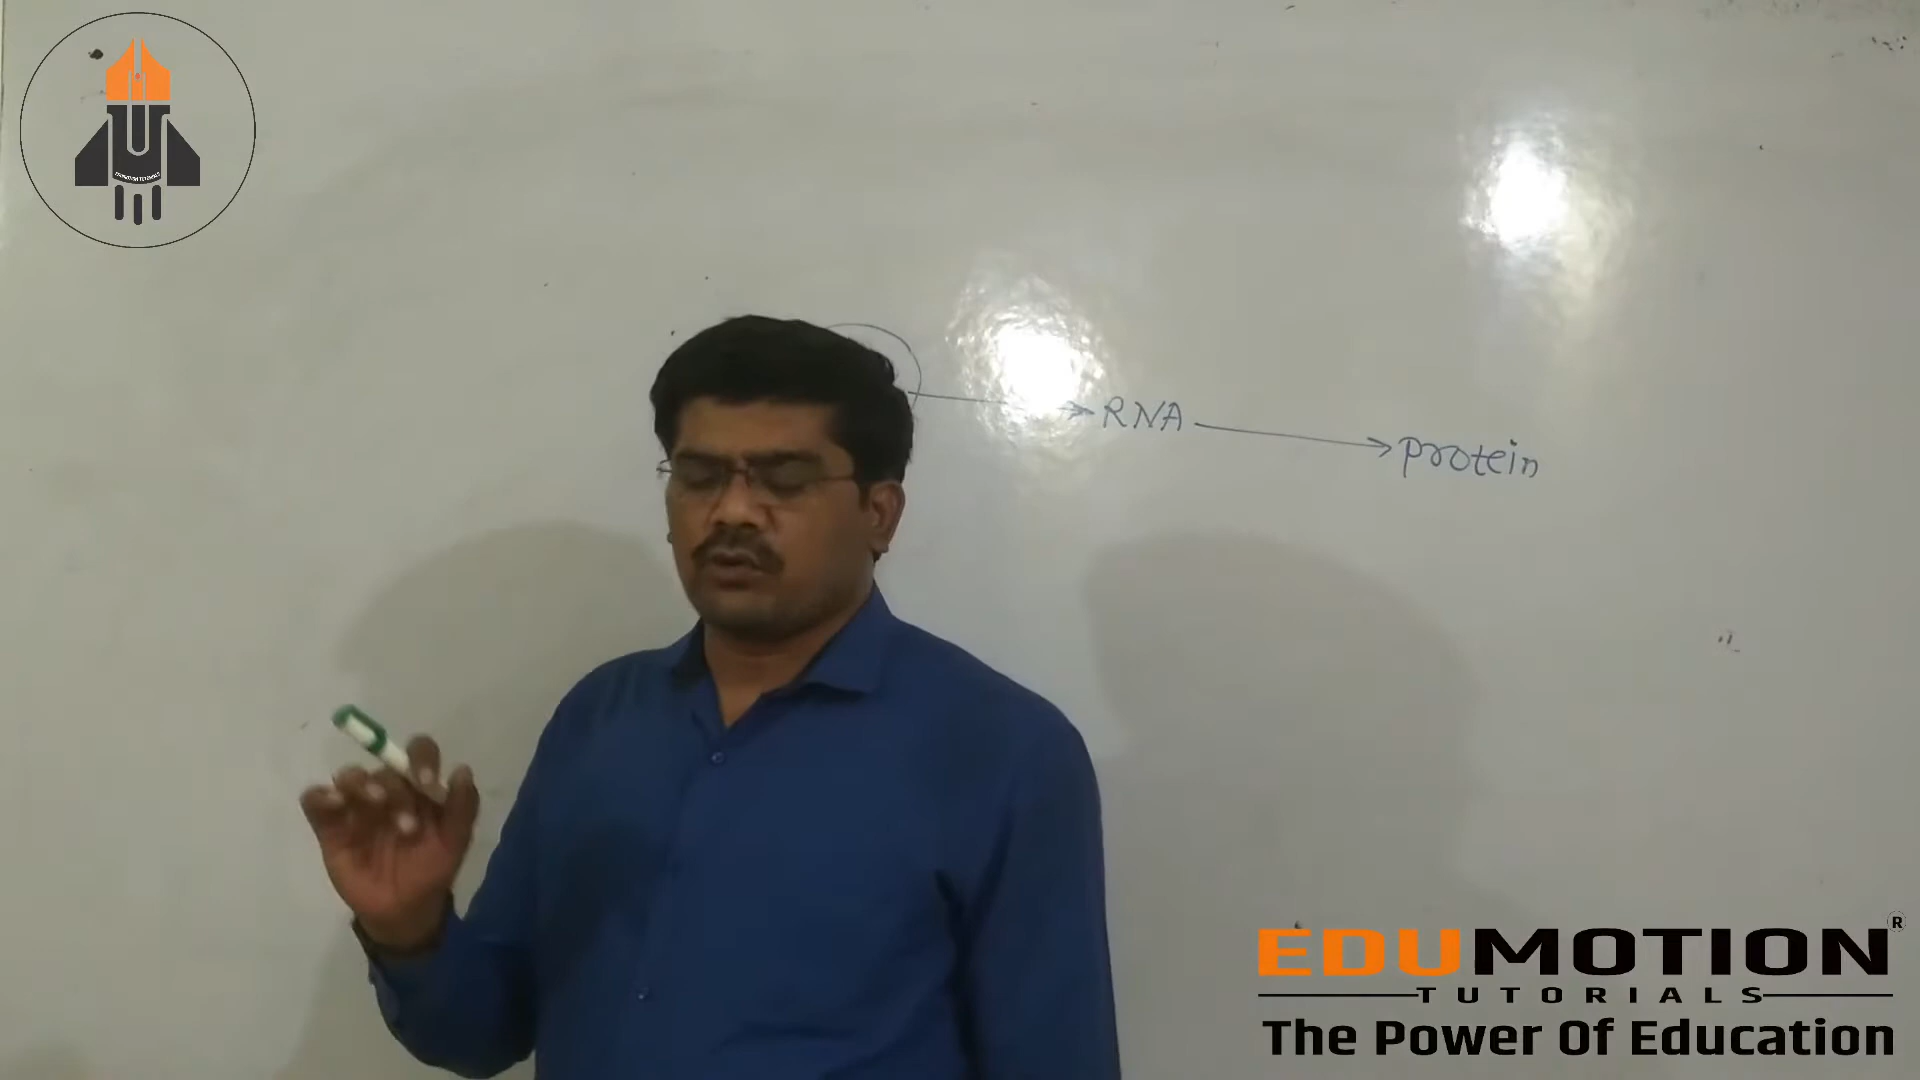 RNA
protein
EDUMOTION®
TUTORIALS
The Power Of Education